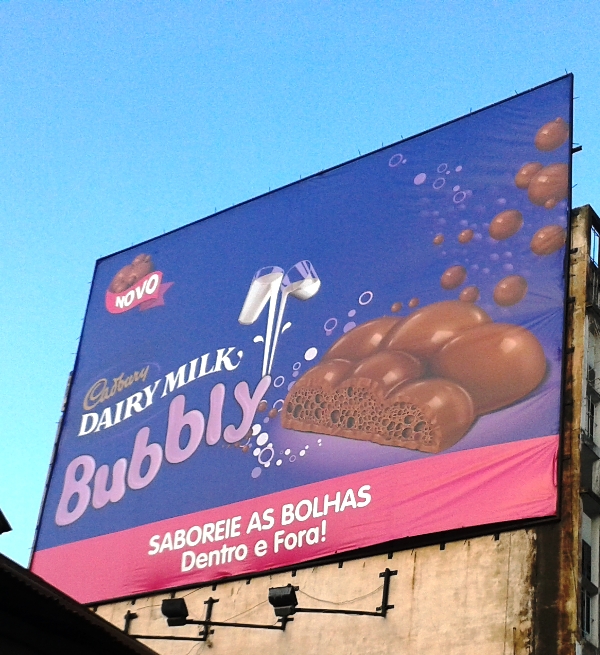 NOVO
Cadbury
DAIRY MILK
Bubbly
SABOREIE AS BOLHAS
Dentro e Fora!